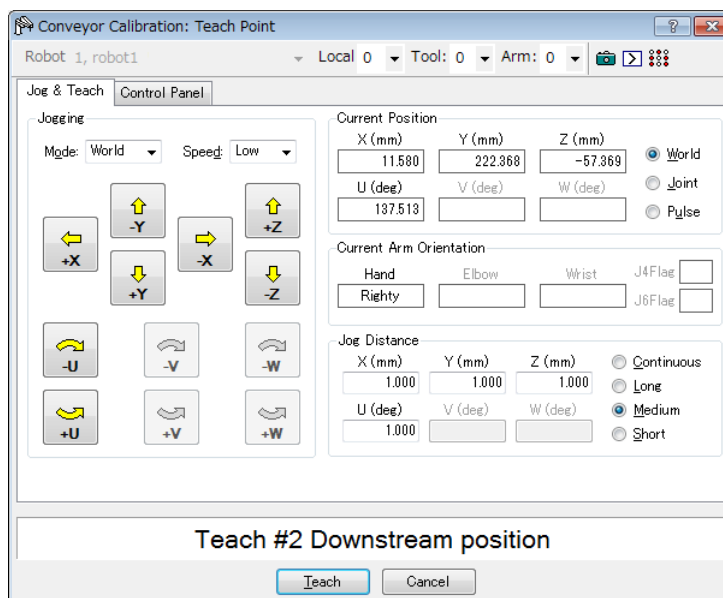 Conveyor Calibration: Teach Point
Robot 1, robot1 Local 0 Tool: 0 Arm: 0
Jog & Teach Control Panel
Jogging
Mode: World Speed: Low
-Y +Z
+X -X
+Y -Z
-U -V -W
+U +V +W
Current Position
X (mm) Y (mm) Z (mm)
11.580 222.368 -57.369
U (deg) V (deg) W (deg)
137.513
World
Joint
Pulse
Current Arm Orientation
Hand Elbow Wrist J4Flag
Righty J6Flag
Jog Distance
X (mm) Y (mm) Z (mm)
1.000 1.000 1.000
U (deg) V (deg) W (deg)
1.000
Continuous
Long
Medium
Short
Teach #2 Downstream position
Teach Cancel